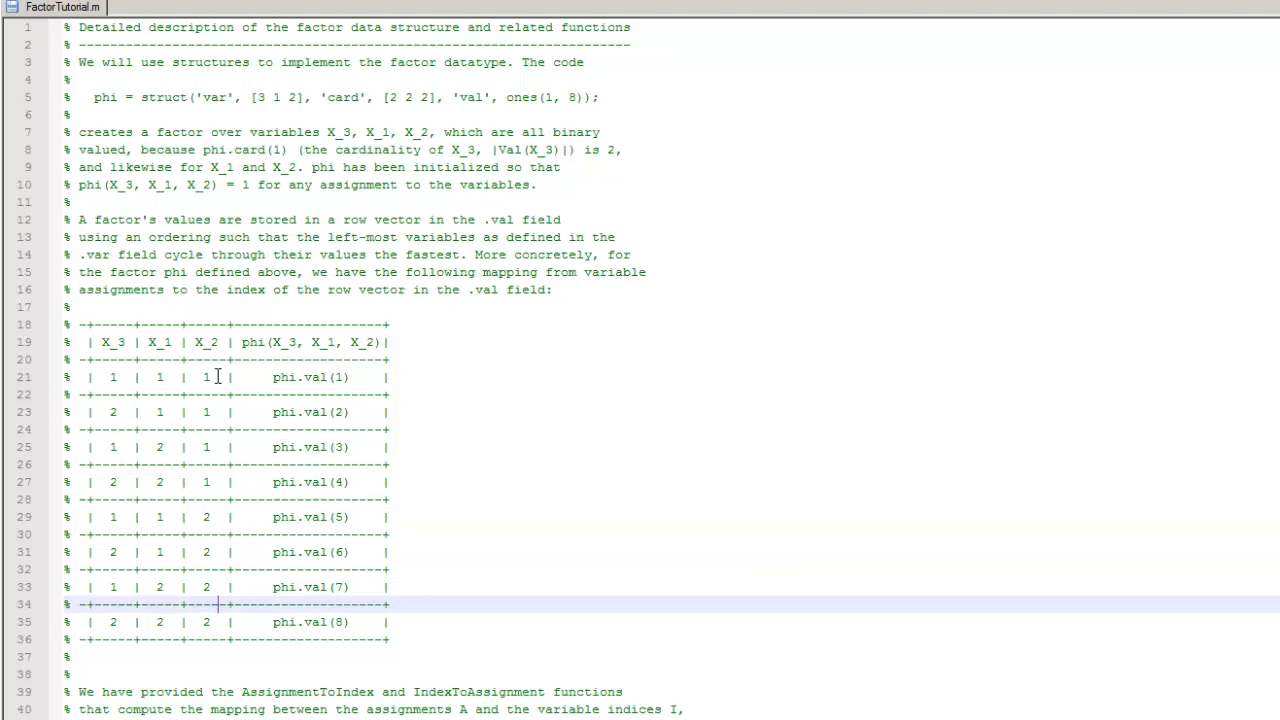 FactorTutorial.m
1 % Detailed description of the factor data structure and related functions
2 % -----------------------------------------------------------------------
3 % We will use structures to implement the factor datatype. The code
4 %
5 %   phi = struct('var', [3 1 2], 'card', [2 2 2], 'val', ones(1, 8));
6 %
7 % creates a factor over variables X_3, X_1, X_2, which are all binary
8 % valued, because phi.card(1) (the cardinality of X_3, |Val(X_3)|) is 2,
9 % and likewise for X_1 and X_2. phi has been initialized so that
10 % phi(X_3, X_1, X_2) = 1 for any assignment to the variables.
11 %
12 % A factor's values are stored in a row vector in the .val field
13 % using an ordering such that the left-most variables as defined in the
14 % .var field cycle through their values the fastest. More concretely, for
15 % the factor phi defined above, we have the following mapping from variable
16 % assignments to the index of the row vector in the .val field:
17 %
18 % -+-----+-----+-----+-------------------+
19 %  | X_3 | X_1 | X_2 | phi(X_3, X_1, X_2)|
20 % -+-----+-----+-----+-------------------+
21 %  |  1  |  1  |  1  |     phi.val(1)    |
22 % -+-----+-----+-----+-------------------+
23 %  |  2  |  1  |  1  |     phi.val(2)    |
24 % -+-----+-----+-----+-------------------+
25 %  |  1  |  2  |  1  |     phi.val(3)    |
26 % -+-----+-----+-----+-------------------+
27 %  |  2  |  2  |  1  |     phi.val(4)    |
28 % -+-----+-----+-----+-------------------+
29 %  |  1  |  1  |  2  |     phi.val(5)    |
30 % -+-----+-----+-----+-------------------+
31 %  |  2  |  1  |  2  |     phi.val(6)    |
32 % -+-----+-----+-----+-------------------+
33 %  |  1  |  2  |  2  |     phi.val(7)    |
34 % -+-----+-----+-----+-------------------+
35 %  |  2  |  2  |  2  |     phi.val(8)    |
36 % -+-----+-----+-----+-------------------+
37 %
38 %
39 % We have provided the AssignmentToIndex and IndexToAssignment functions
40 % that compute the mapping between the assignments A and the variable indices I,